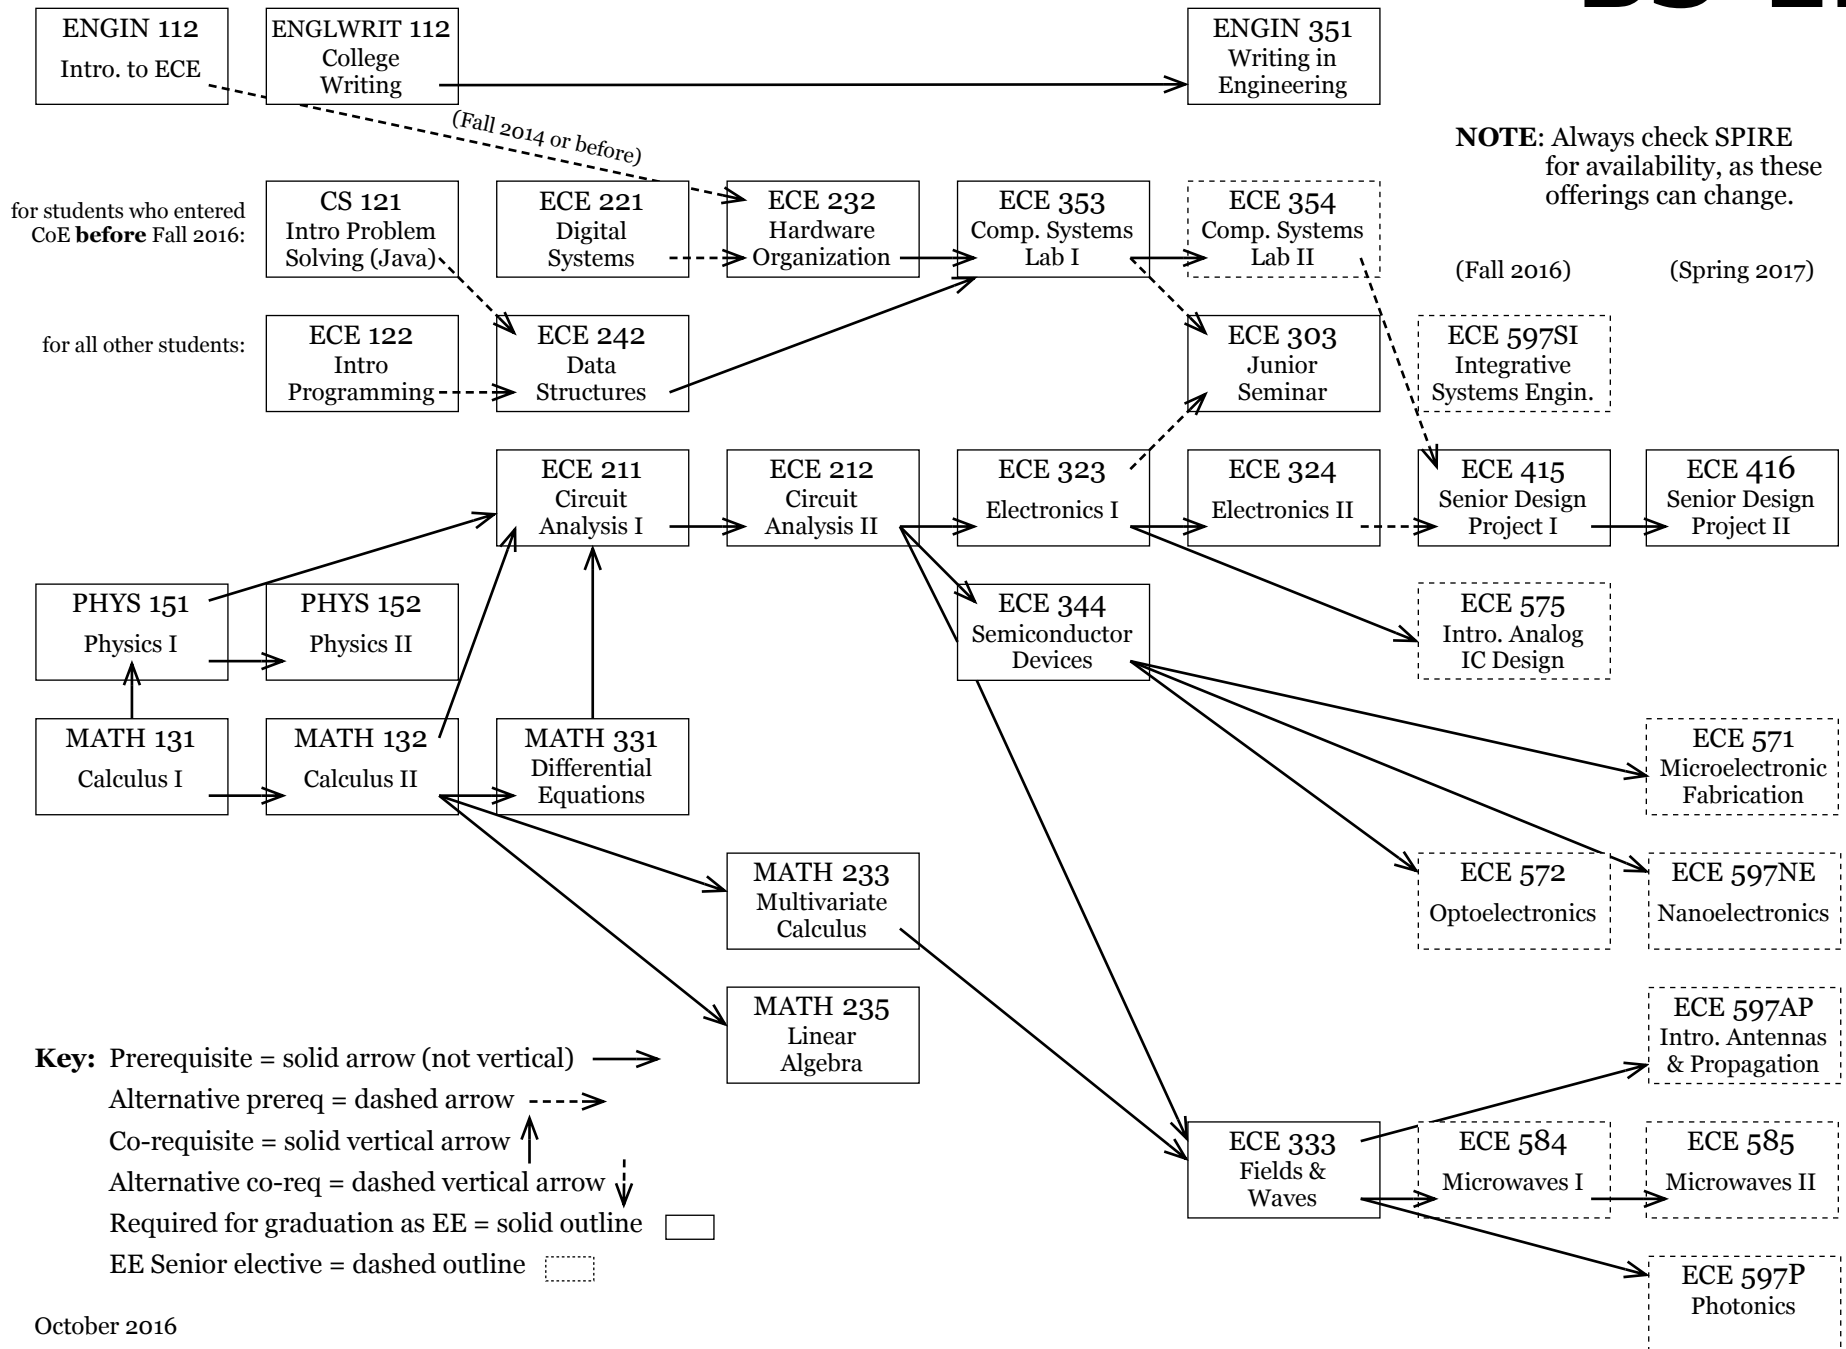 ENGIN 112
Intro. to ECE
ENGLWRIT 112
College
Writing
ENGIN 351
Writing in
Engineering
(Fall 2014 or before)
NOTE: Always check SPIRE
for availability, as these
offerings can change.
for students who entered
CoE before Fall 2016:
CS 121
Intro Problem
Solving (Java)
ECE 221
Digital
Systems
ECE 232
Hardware
Organization
ECE 353
Comp. Systems
Lab I
ECE 354
Comp. Systems
Lab II
(Fall 2016)
(Spring 2017)
for all other students:
ECE 122
Intro
Programming
ECE 242
Data
Structures
ECE 303
Junior
Seminar
ECE 597SI
Integrative
Systems Engin.
ECE 211
Circuit
Analysis I
ECE 212
Circuit
Analysis II
ECE 323
Electronics I
ECE 324
Electronics II
ECE 415
Senior Design
Project I
ECE 416
Senior Design
Project II
PHYS 151
Physics I
PHYS 152
Physics II
ECE 344
Semiconductor
Devices
ECE 575
Intro. Analog
IC Design
MATH 131
Calculus I
MATH 132
Calculus II
MATH 331
Differential
Equations
ECE 571
Microelectronic
Fabrication
MATH 233
Multivariate
Calculus
ECE 572
Optoelectronics
ECE 597NE
Nanoelectronics
MATH 235
Linear
Algebra
ECE 597AP
Intro. Antennas
& Propagation
Key: Prerequisite = solid arrow (not vertical)
Alternative prereq = dashed arrow
Co-requisite = solid vertical arrow
Alternative co-req = dashed vertical arrow
Required for graduation as EE = solid outline
EE Senior elective = dashed outline
ECE 333
Fields &
Waves
ECE 584
Microwaves I
ECE 585
Microwaves II
ECE 597P
Photonics
October 2016